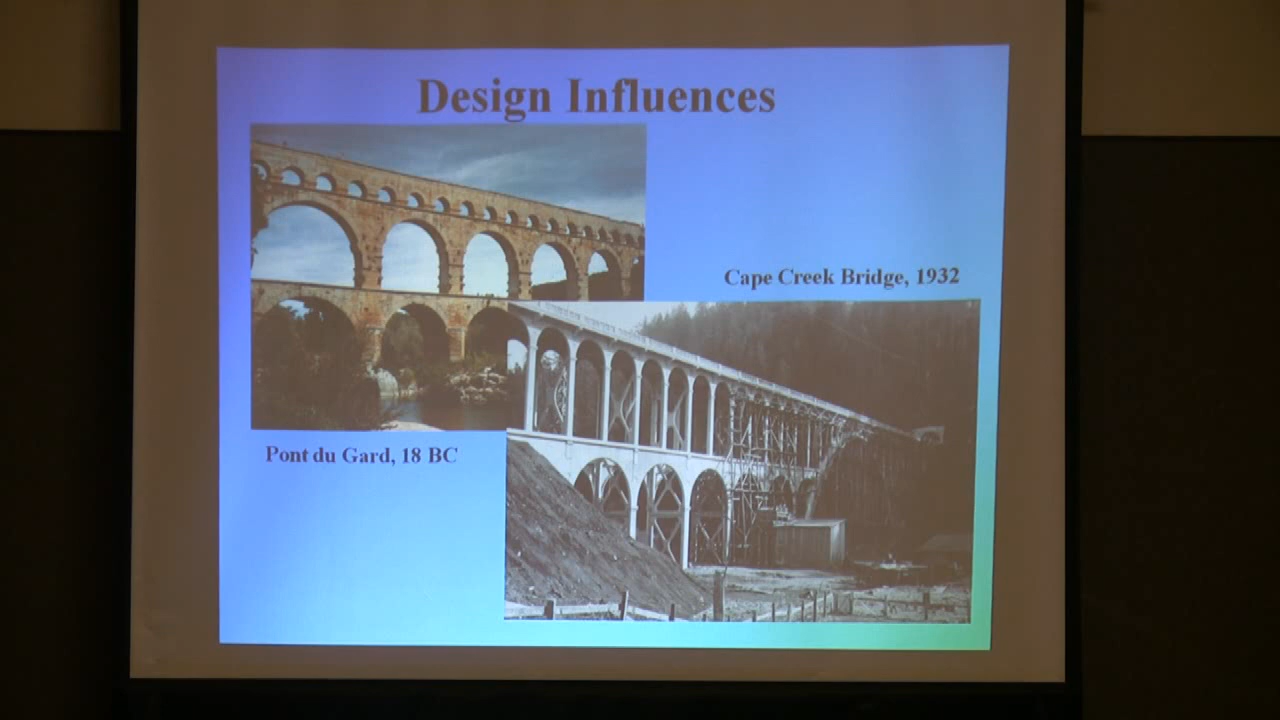 Design Influences
Cape Creek Bridge, 1932
Pont du Gard, 18 BC